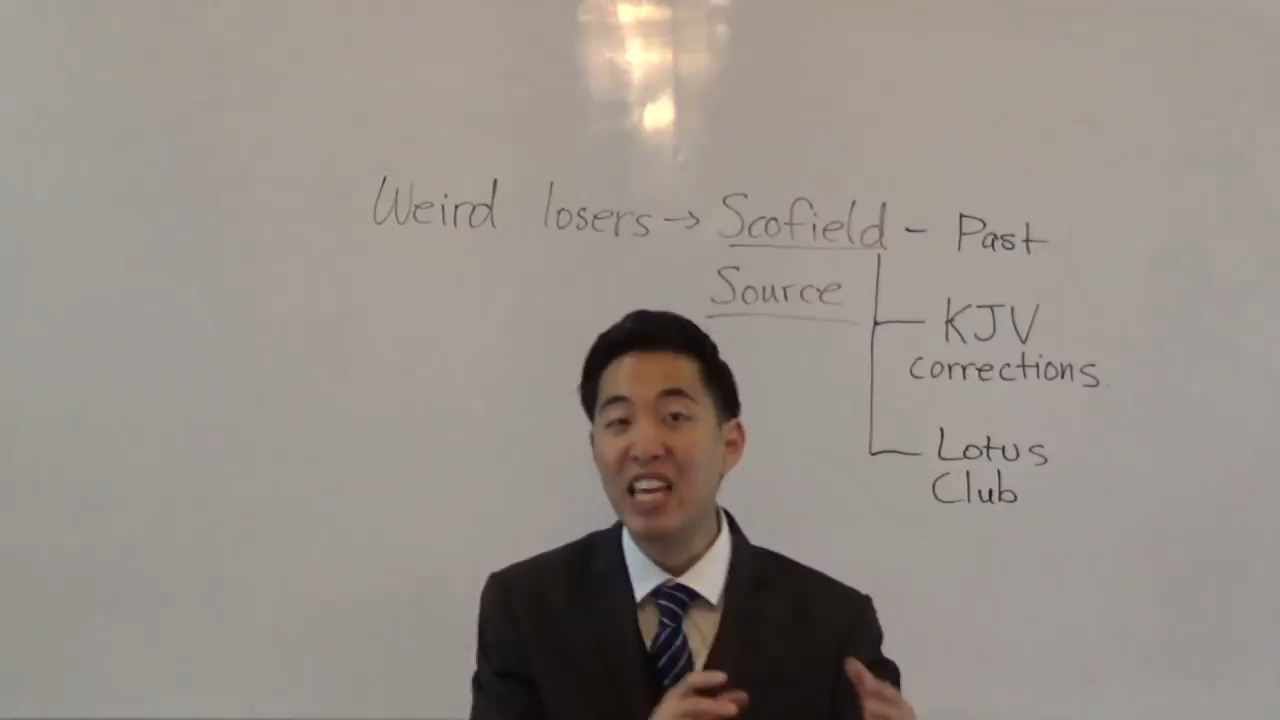 Weird losers → Scofield - Past
Source
KJV
corrections.
Lotus
Club